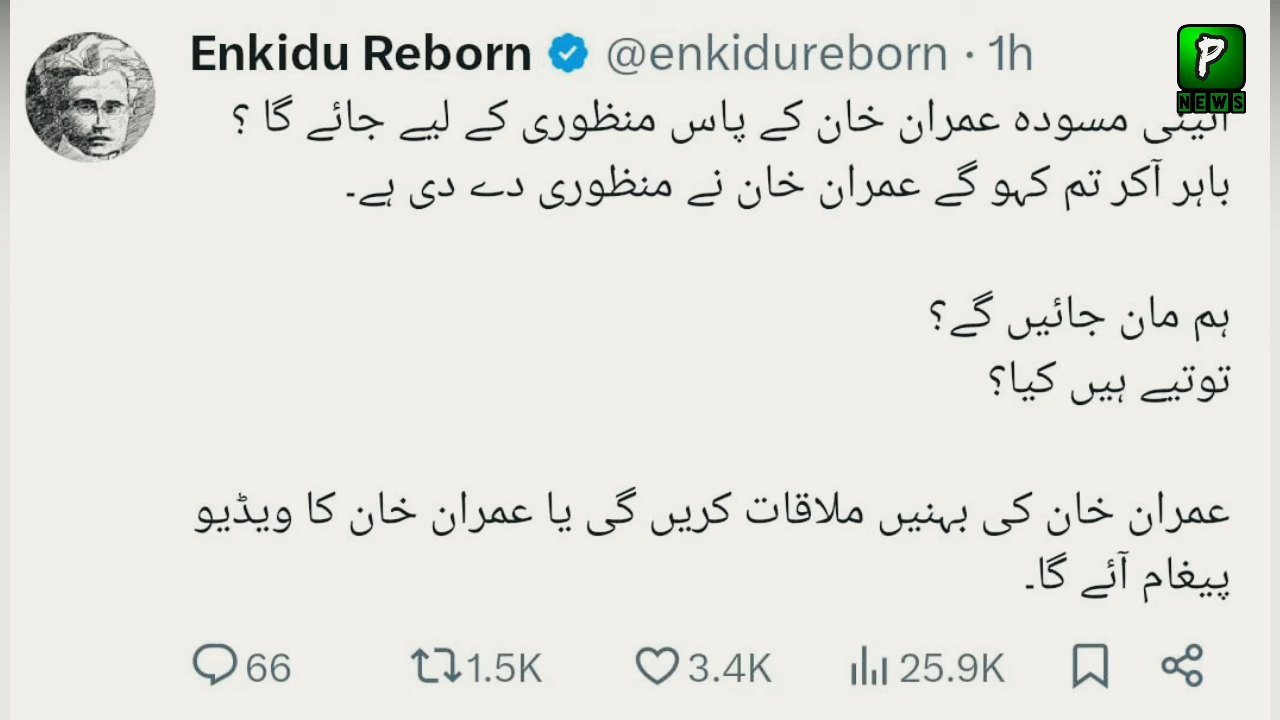 Enkidu Reborn @enkidureborn · 1h
P
NEWS
آئینی مسودہ عمران خان کے پاس منظوری کے لیے جائے گا ؟
باہر آکر تم کہو گے عمران خان نے منظوری دے دی ہے۔
ہم مان جائیں گے؟
توتیے ہیں کیا؟
عمران خان کی بہنیں ملاقات کریں گی یا عمران خان کا ویڈیو
پیغام آئے گا۔
66 1.5K 3.4K 25.9K